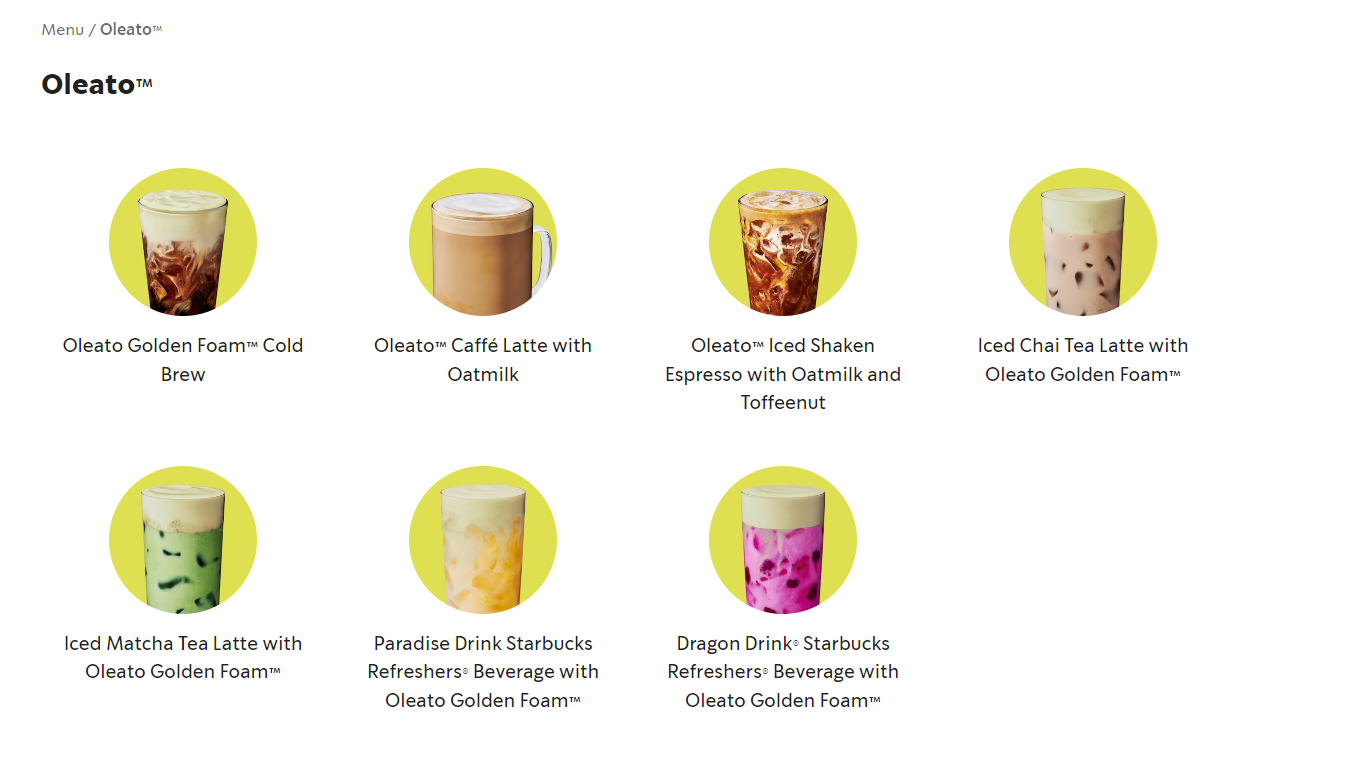 Menu / Oleato™
Oleato™
Oleato Golden Foam™ Cold
Brew
Oleato™ Caffé Latte with
Oatmilk
Oleato™ Iced Shaken
Espresso with Oatmilk and
Toffeenut
Iced Chai Tea Latte with
Oleato Golden Foam™
Iced Matcha Tea Latte with
Oleato Golden Foam™
Paradise Drink Starbucks
Refreshers® Beverage with
Oleato Golden Foam™
Dragon Drink® Starbucks
Refreshers® Beverage with
Oleato Golden Foam™